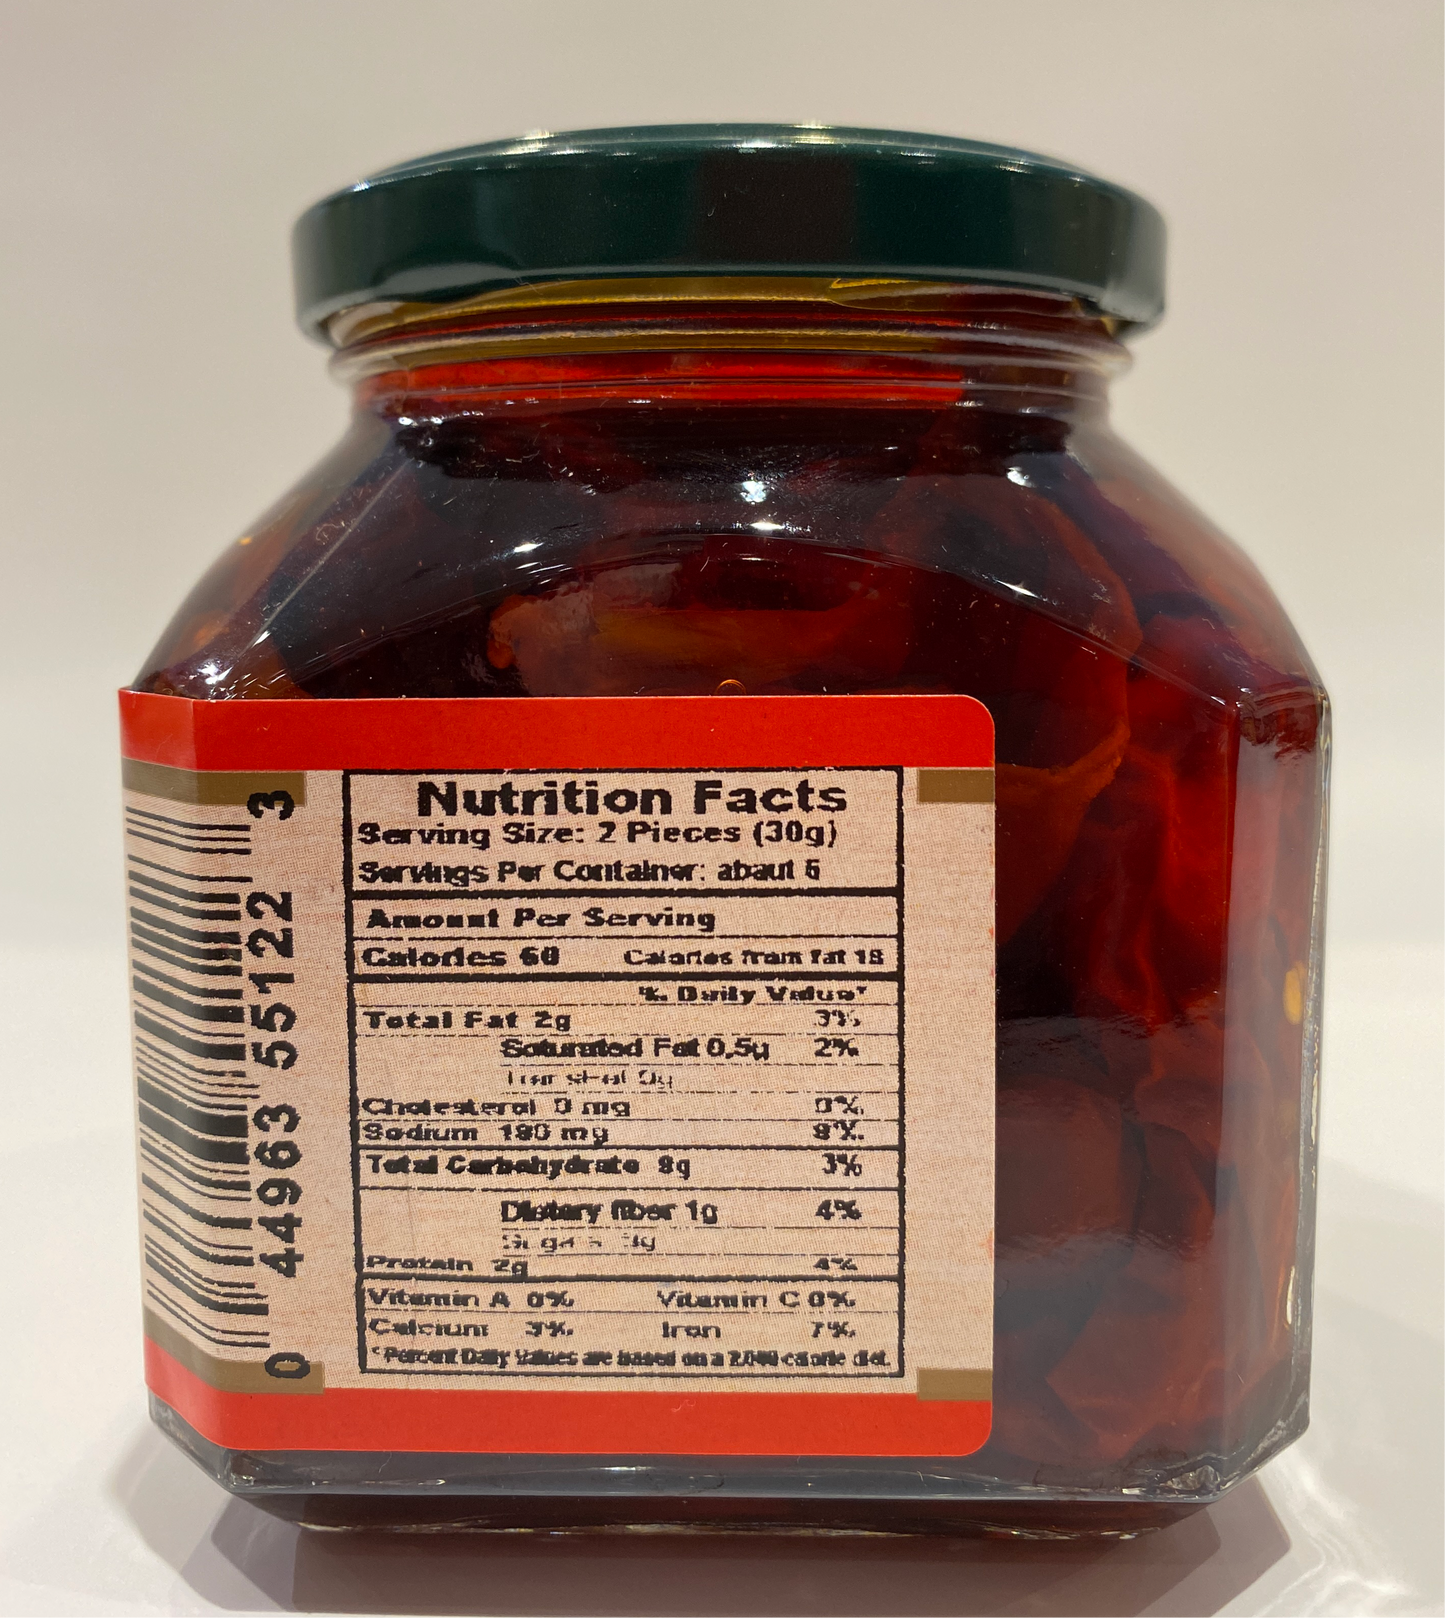 Nutrition Facts
Serving Size: 2 Pieces (30g)
Servings Per Container: abaut 5
Amount Per Serving
Calories 60 Calories from fat 18
% Daily Value*
Total Fat 2g 3%
Saturated Fat 0,5g 2%
0g
Cholesterol 0 mg 0%
Sodium 180 mg 8%
Total Carbohydrate 9g 3%
Dietary fiber 1g 4%
Sugars
Protein 2g 4%
Vitamin A 0% Vitamin C 0%
Calcium 3% Iron 7%
*Percent Daily Values are based on a 2,000 calorie diet.
0 44963 55122 3